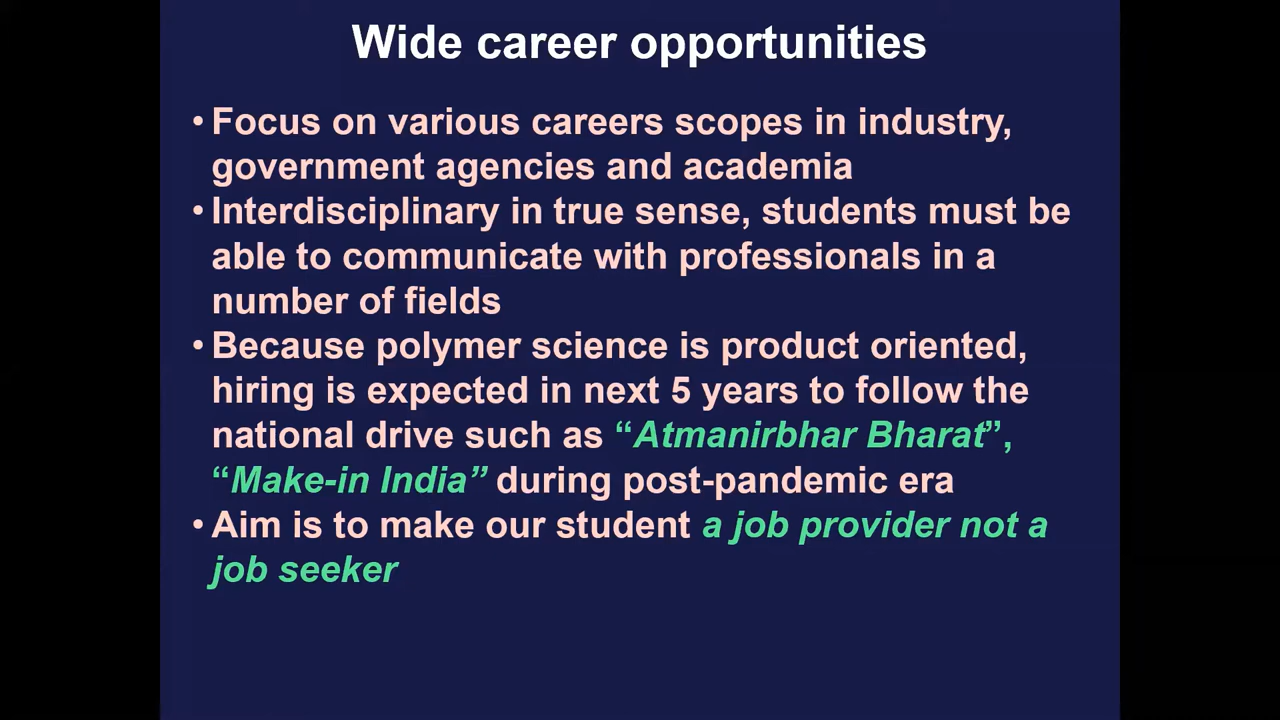 Wide career opportunities
• Focus on various careers scopes in industry,
government agencies and academia
• Interdisciplinary in true sense, students must be
able to communicate with professionals in a
number of fields
• Because polymer science is product oriented,
hiring is expected in next 5 years to follow the
national drive such as “Atmanirbhar Bharat”,
“Make-in India” during post-pandemic era
• Aim is to make our student a job provider not a
job seeker